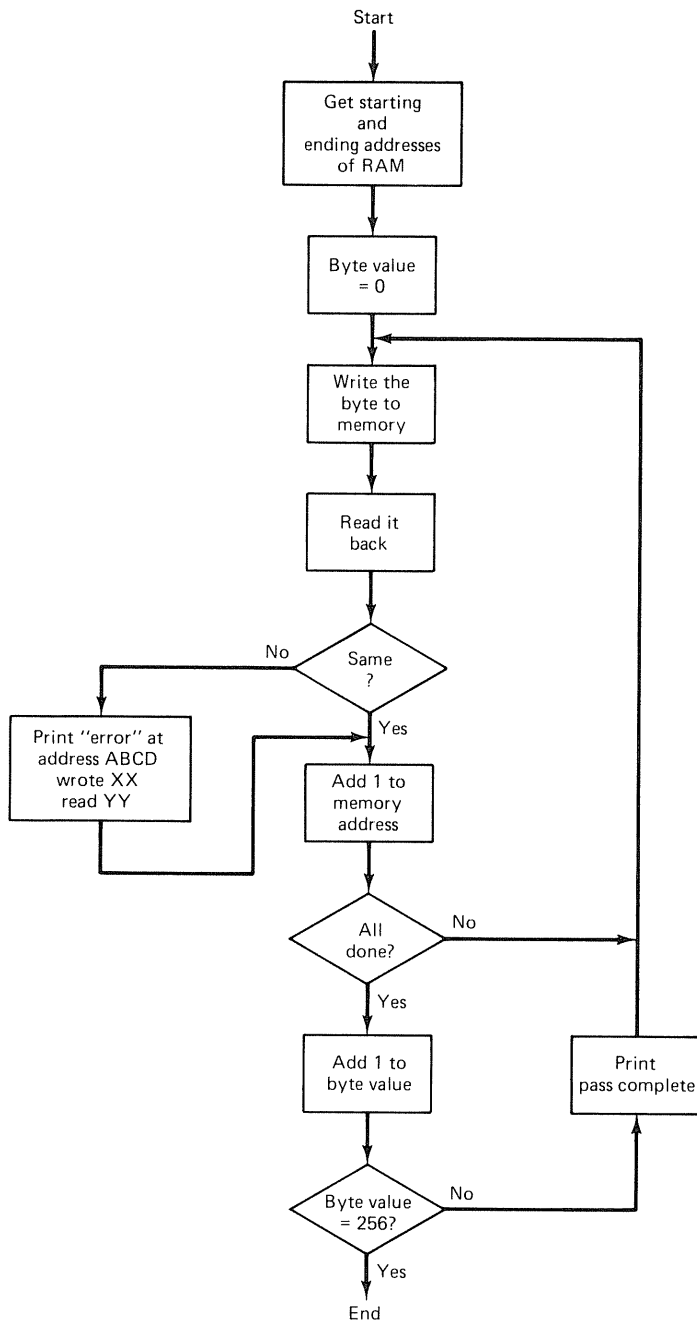 Start
Get starting
and
ending addresses
of RAM
Byte value
= 0
Write the
byte to
memory
Read it
back
Same
?
No
Yes
Print “error” at
address ABCD
wrote XX
read YY
Add 1 to
memory
address
All
done?
No
Yes
Add 1 to
byte value
Print
pass complete
Byte value
= 256?
No
Yes
End